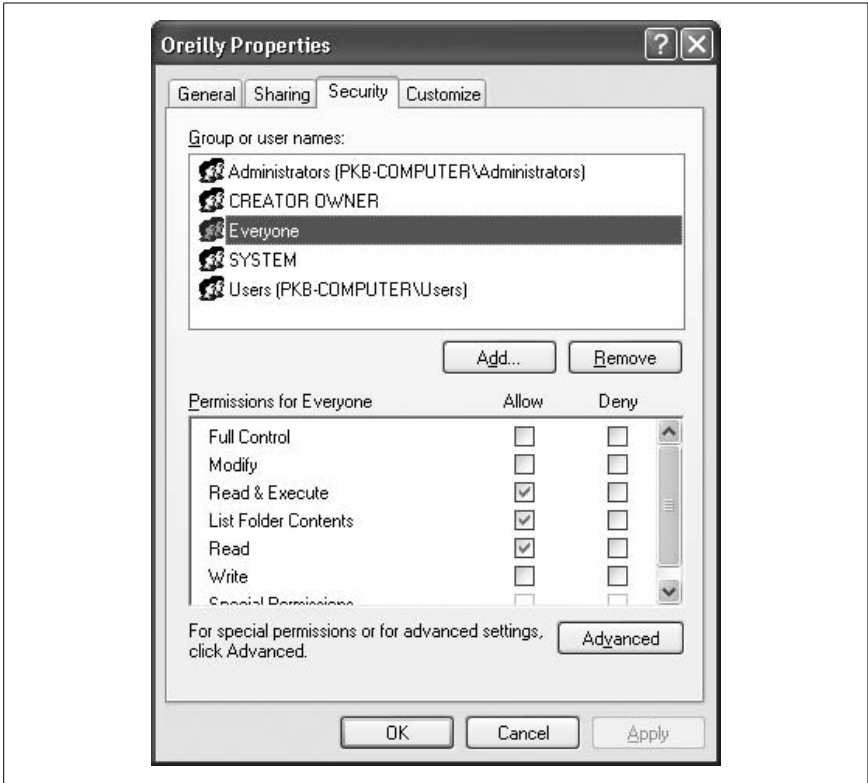 Oreilly Properties
General Sharing Security Customize
Group or user names:
Administrators (PKB-COMPUTER\Administrators)
CREATOR OWNER
Everyone
SYSTEM
Users (PKB-COMPUTER\Users)
Add... Remove
Permissions for Everyone Allow Deny
Full Control
Modify
Read & Execute
List Folder Contents
Read
Write
Special Permissions
For special permissions or for advanced settings,
click Advanced.
Advanced
OK Cancel Apply